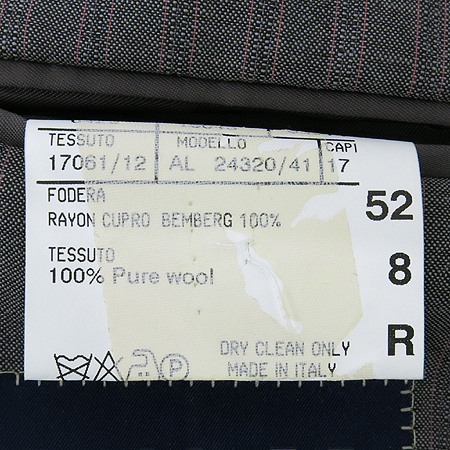 TESSUTO MODELLO CAPI
17061/12 AL 24320/41 17
FODERA
RAYON CUPRO BEMBERG 100%
52
TESSUTO
100% Pure wool
8
R
P
DRY CLEAN ONLY
MADE IN ITALY